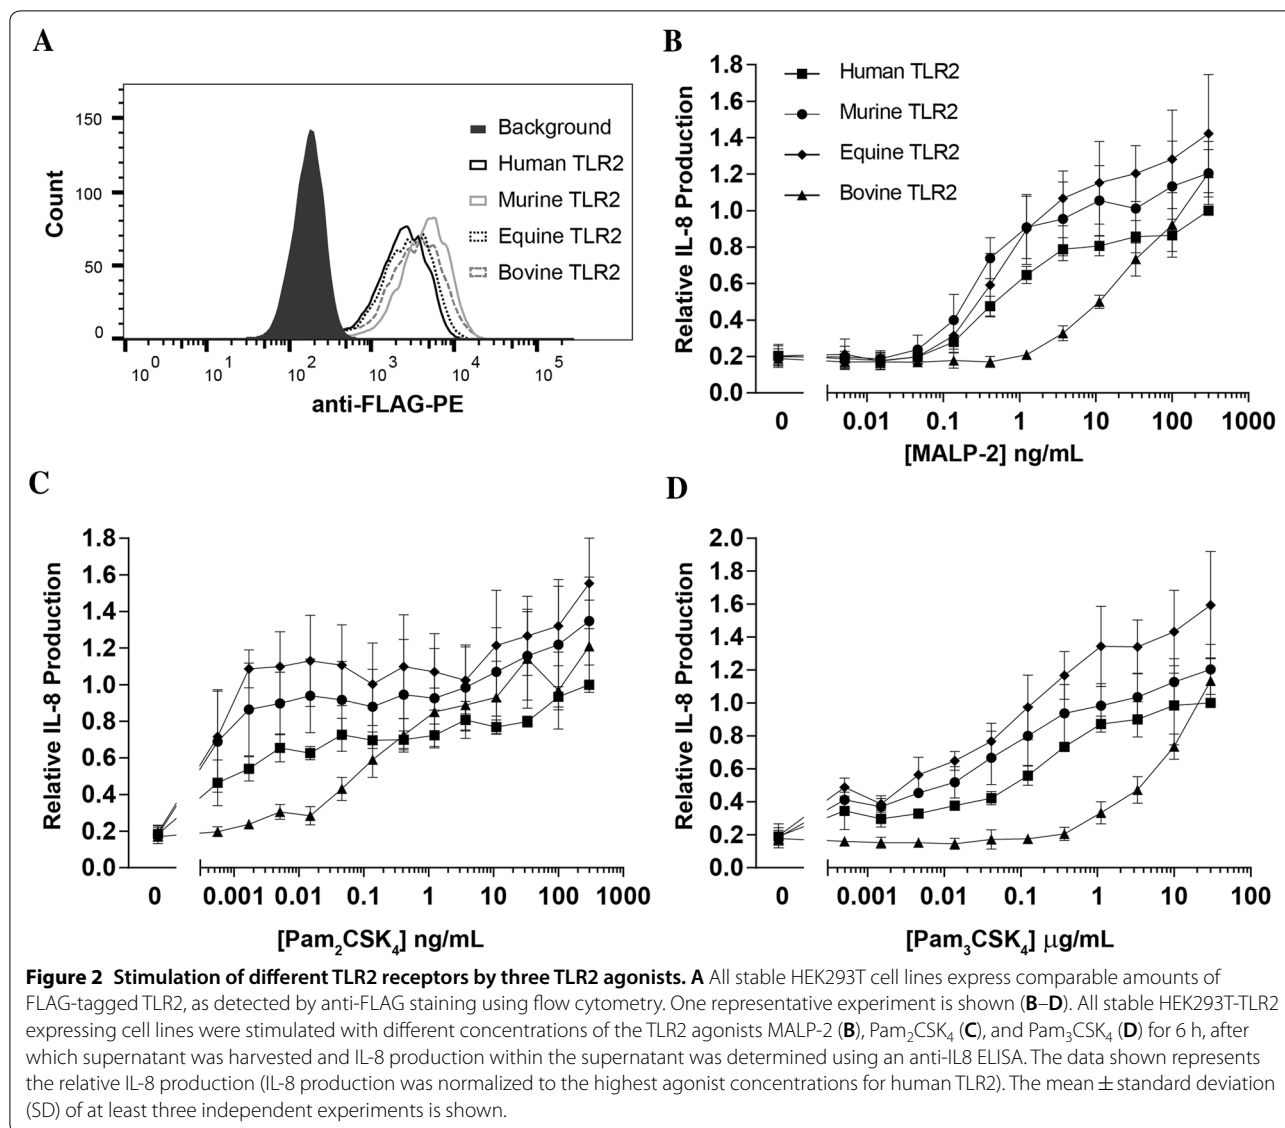 A
150
100
50
0
Count
Background
Human TLR2
Murine TLR2
Equine TLR2
Bovine TLR2
10^0 10^1 10^2 10^3 10^4 10^5
anti-FLAG-PE
B
1.8
1.6
1.4
1.2
1.0
0.8
0.6
0.4
0.2
0.0
Relative IL-8 Production
Human TLR2
Murine TLR2
Equine TLR2
Bovine TLR2
0 0.01 0.1 1 10 100 1000
[MALP-2] ng/mL
C
1.8
1.6
1.4
1.2
1.0
0.8
0.6
0.4
0.2
0.0
Relative IL-8 Production
0 0.001 0.01 0.1 1 10 100 1000
[Pam₂CSK₄] ng/mL
D
2.0
1.8
1.6
1.4
1.2
1.0
0.8
0.6
0.4
0.2
0.0
Relative IL-8 Production
0 0.001 0.01 0.1 1 10 100
[Pam₃CSK₄] μg/mL
Figure 2 Stimulation of different TLR2 receptors by three TLR2 agonists. A All stable HEK293T cell lines express comparable amounts of
FLAG-tagged TLR2, as detected by anti-FLAG staining using flow cytometry. One representative experiment is shown (B–D). All stable HEK293T-TLR2
expressing cell lines were stimulated with different concentrations of the TLR2 agonists MALP-2 (B), Pam₂CSK₄ (C), and Pam₃CSK₄ (D) for 6 h, after
which supernatant was harvested and IL-8 production within the supernatant was determined using an anti-IL8 ELISA. The data shown represents
the relative IL-8 production (IL-8 production was normalized to the highest agonist concentrations for human TLR2). The mean ± standard deviation
(SD) of at least three independent experiments is shown.